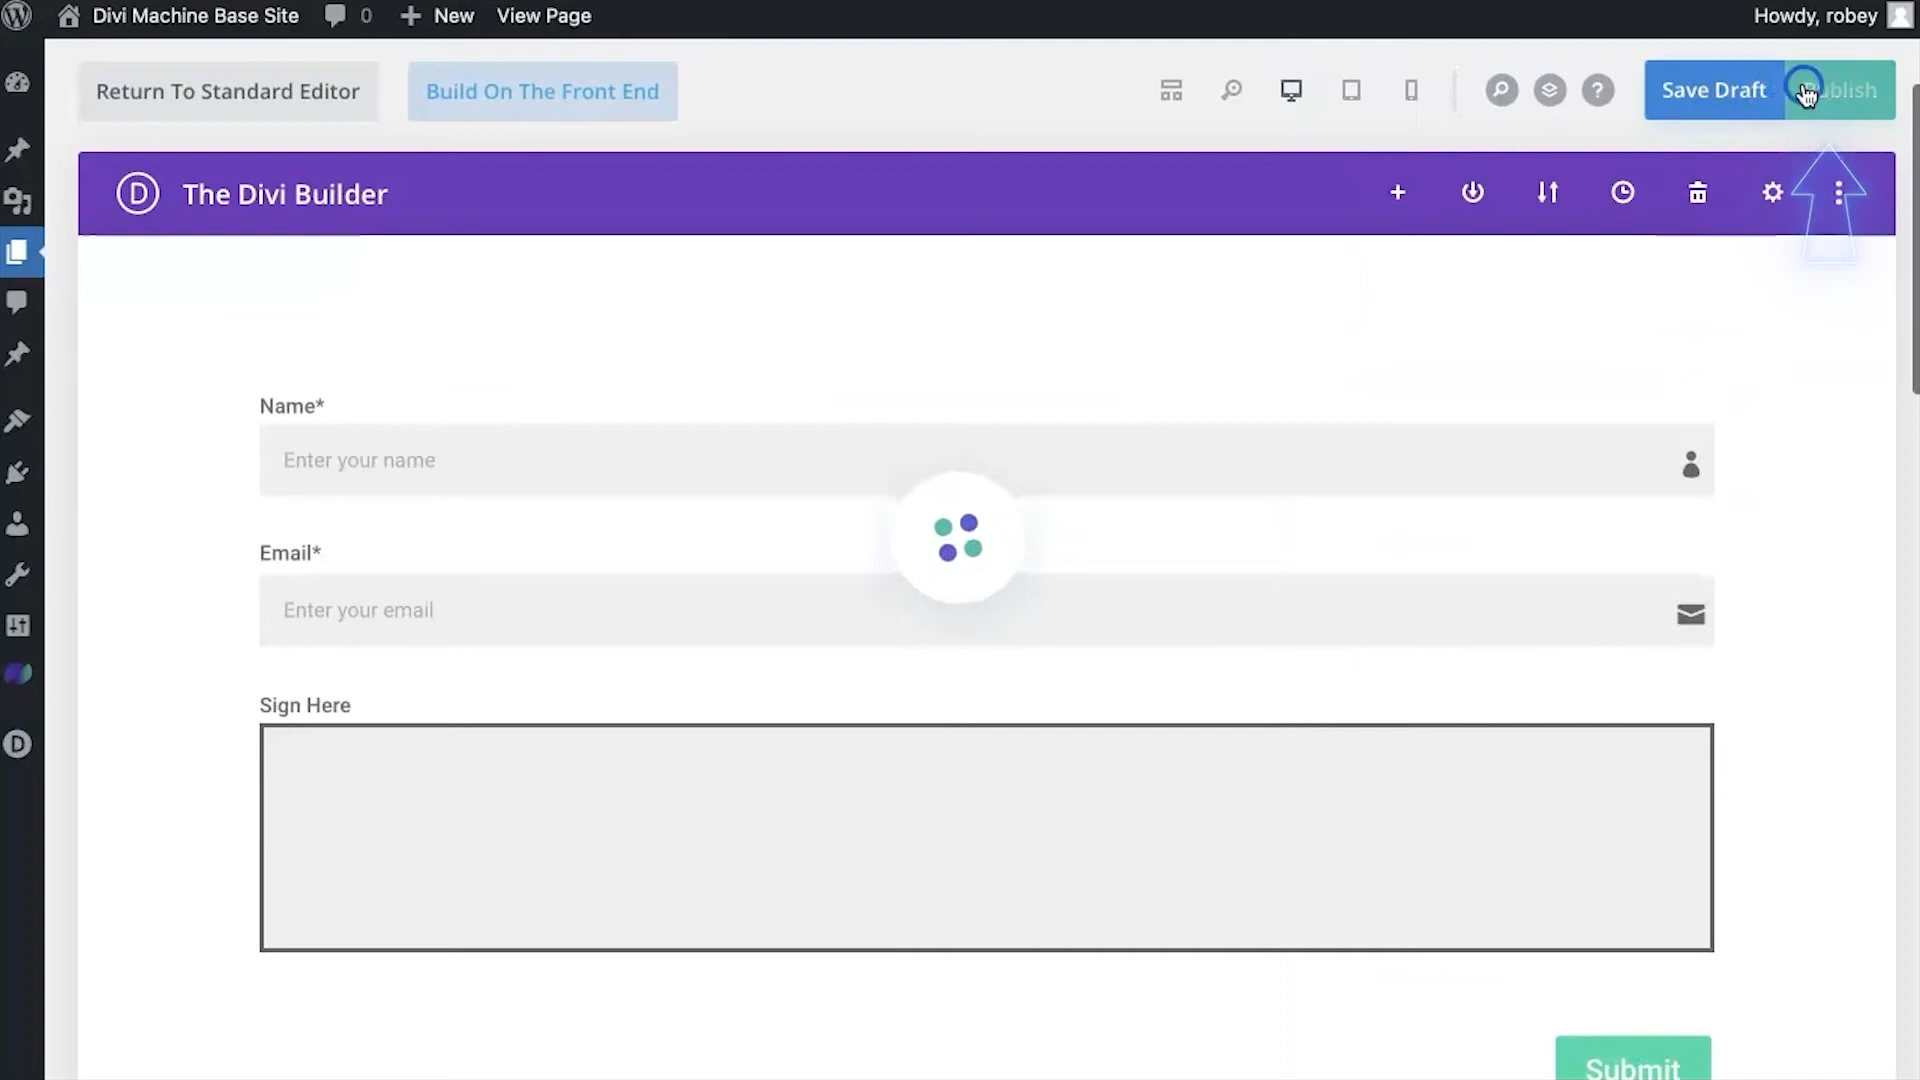 Divi Machine Base Site 0 New View Page Howdy, robey
Return To Standard Editor Build On The Front End Save Draft
D The Divi Builder
Name*
Enter your name
Email*
Enter your email
Sign Here
D
Submit